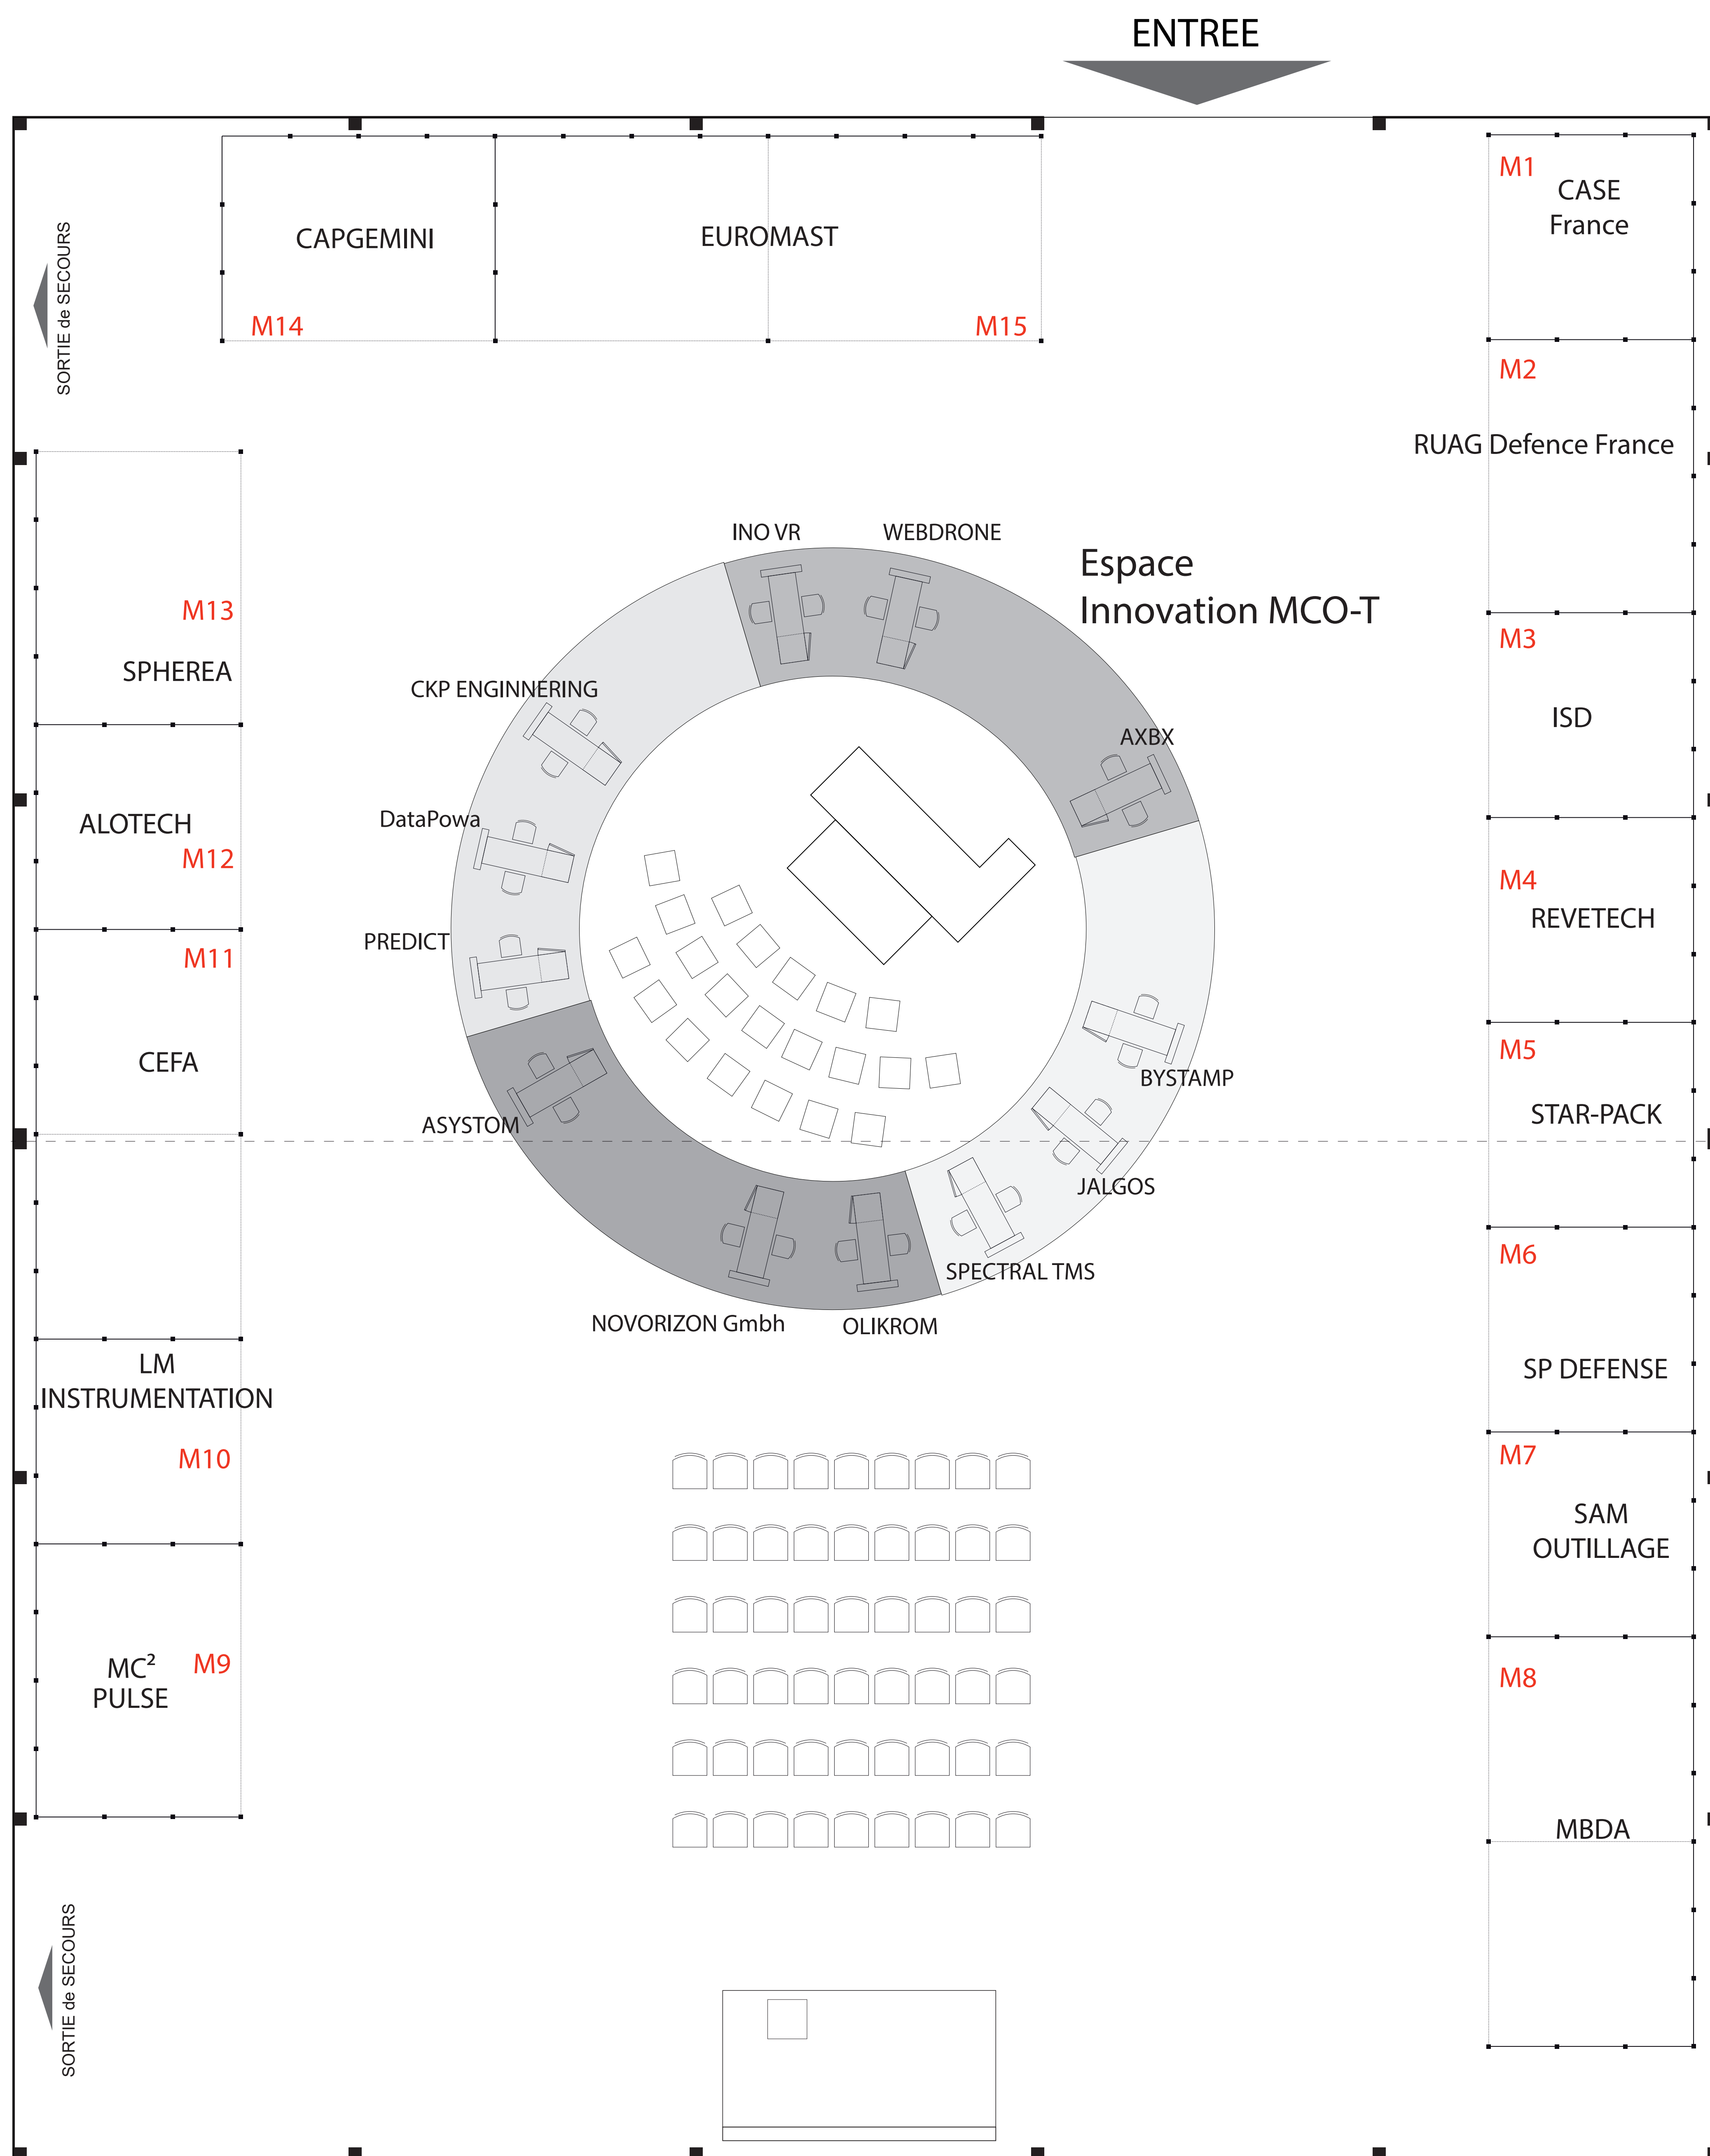 ENTREE
M1
CASE
France
CAPGEMINI
EUROMAST
M14
M15
SORTIE de SECOURS
M2
RUAG Defence France
INO VR
WEBDRONE
Espace
Innovation MCO-T
M13
SPHEREA
M3
ISD
CKP ENGINNERING
AXBX
DataPowa
ALOTECH
M12
M4
REVETECH
PREDICT
M11
CEFA
M5
STAR-PACK
BYSTAMP
ASYSTOM
JALGOS
SPECTRAL TMS
NOVORIZON Gmbh
OLIKROM
M6
SP DEFENSE
LM
INSTRUMENTATION
M10
M7
SAM
OUTILLAGE
MC²
PULSE
M9
M8
MBDA
SORTIE de SECOURS